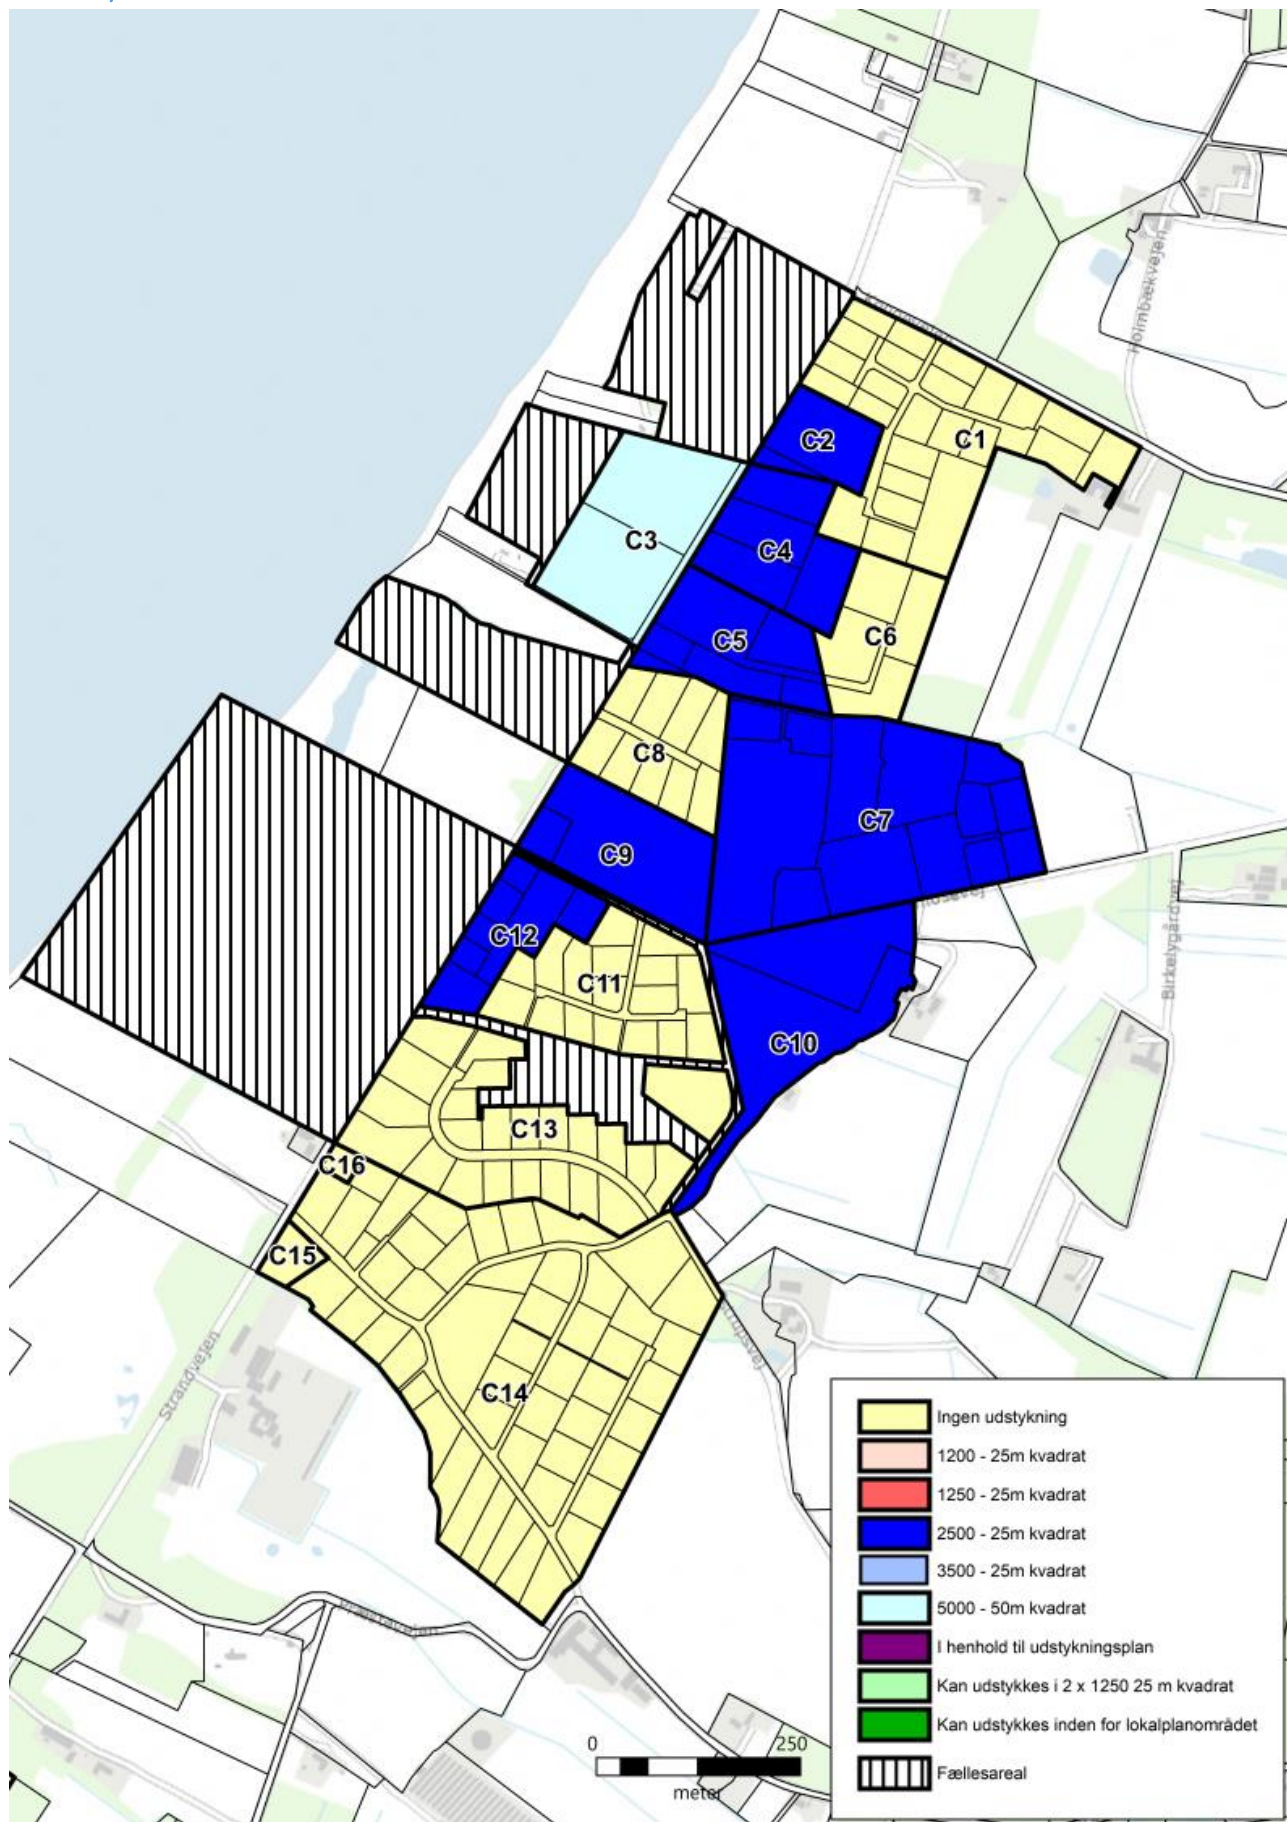 Holmbækvejen
C1
C2
C3
C4
C5
C6
C8
C7
C9
C12
C11
Birkelygårdvej
C10
C13
C16
C15
Strandvejen
C14
Ingen udstykning
1200 - 25m kvadrat
1250 - 25m kvadrat
2500 - 25m kvadrat
3500 - 25m kvadrat
5000 - 50m kvadrat
I henhold til udstykningsplan
Kan udstykkes i 2 x 1250 25 m kvadrat
Kan udstykkes inden for lokalplanområdet
Fællesareal
0 250
meter